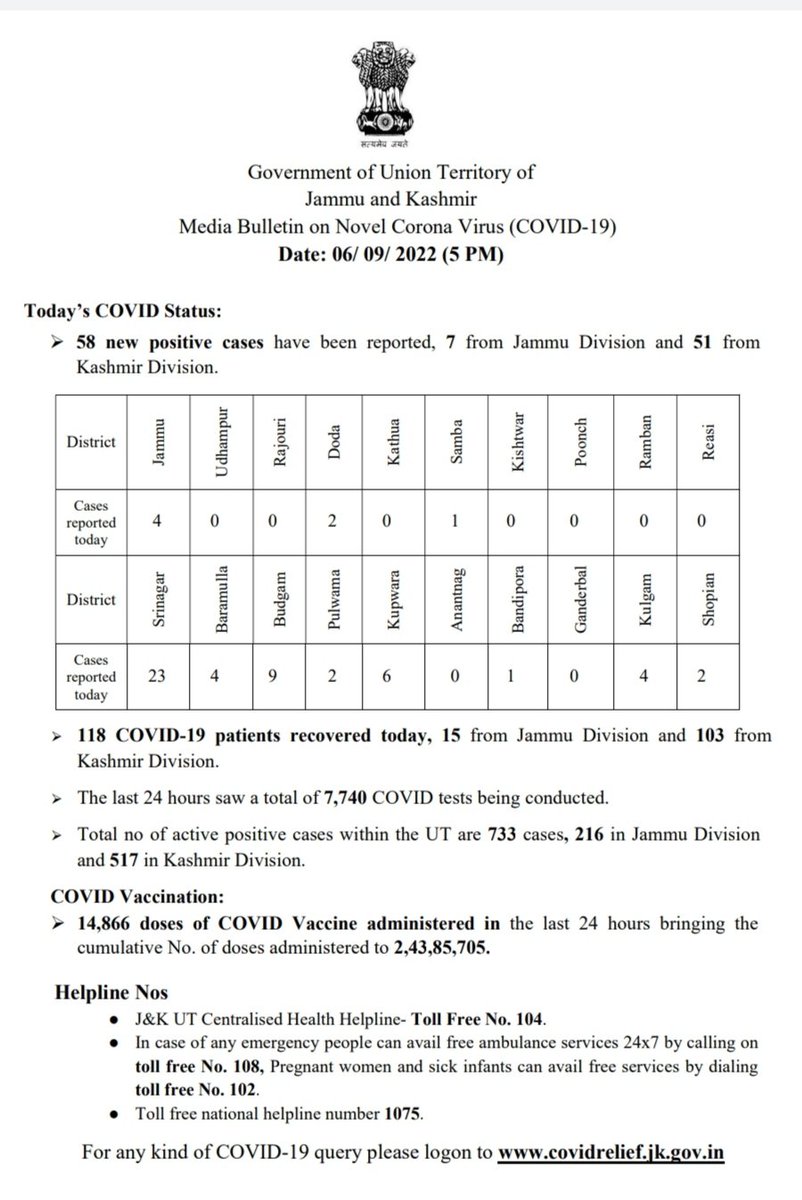 सत्यमेव जयते
Government of Union Territory of
Jammu and Kashmir
Media Bulletin on Novel Corona Virus (COVID-19)
Date: 06/ 09/ 2022 (5 PM)
Today’s COVID Status:
➢ 58 new positive cases have been reported, 7 from Jammu Division and 51 from
Kashmir Division.
District Jammu Udhampur Rajouri Doda Kathua Samba Kishtwar Poonch Ramban Reasi
Cases
reported
today 4 0 0 2 0 1 0 0 0 0
District Srinagar Baramulla Budgam Pulwama Kupwara Anantnag Bandipora Ganderbal Kulgam Shopian
Cases
reported
today 23 4 9 2 6 0 1 0 4 2
➢ 118 COVID-19 patients recovered today, 15 from Jammu Division and 103 from
Kashmir Division.
➢ The last 24 hours saw a total of 7,740 COVID tests being conducted.
➢ Total no of active positive cases within the UT are 733 cases, 216 in Jammu Division
and 517 in Kashmir Division.
COVID Vaccination:
➢ 14,866 doses of COVID Vaccine administered in the last 24 hours bringing the
cumulative No. of doses administered to 2,43,85,705.
Helpline Nos
● J&K UT Centralised Health Helpline- Toll Free No. 104.
● In case of any emergency people can avail free ambulance services 24x7 by calling on
toll free No. 108, Pregnant women and sick infants can avail free services by dialing
toll free No. 102.
● Toll free national helpline number 1075.
For any kind of COVID-19 query please logon to www.covidrelief.jk.gov.in